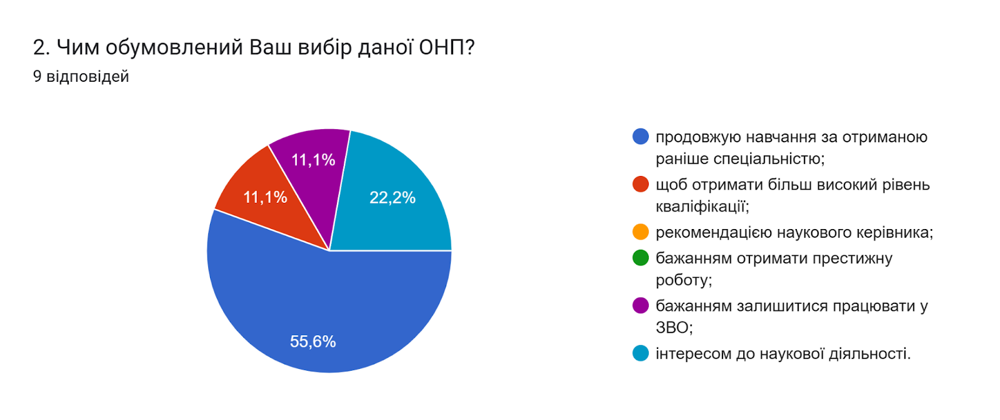 2. Чим обумовлений Ваш вибір даної ОНП?
9 відповідей
11,1%
11,1%
22,2%
55,6%
продовжую навчання за отриманою
раніше спеціальністю;
щоб отримати більш високий рівень
кваліфікації;
рекомендацією наукового керівника;
бажанням отримати престижну
роботу;
бажанням залишитися працювати у
ЗВО;
інтересом до наукової діяльності.